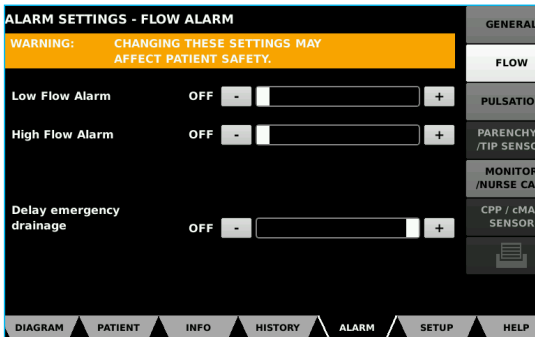 ALARM SETTINGS - FLOW ALARM
WARNING: CHANGING THESE SETTINGS MAY
AFFECT PATIENT SAFETY.
Low Flow Alarm OFF - +
High Flow Alarm OFF - +
Delay emergency
drainage OFF - +
GENERAL
FLOW
PULSATIO
PARENCHY
/TIP SENSO
MONITOR
/NURSE CA
CPP / cMA
SENSOR
DIAGRAM PATIENT INFO HISTORY ALARM SETUP HELP